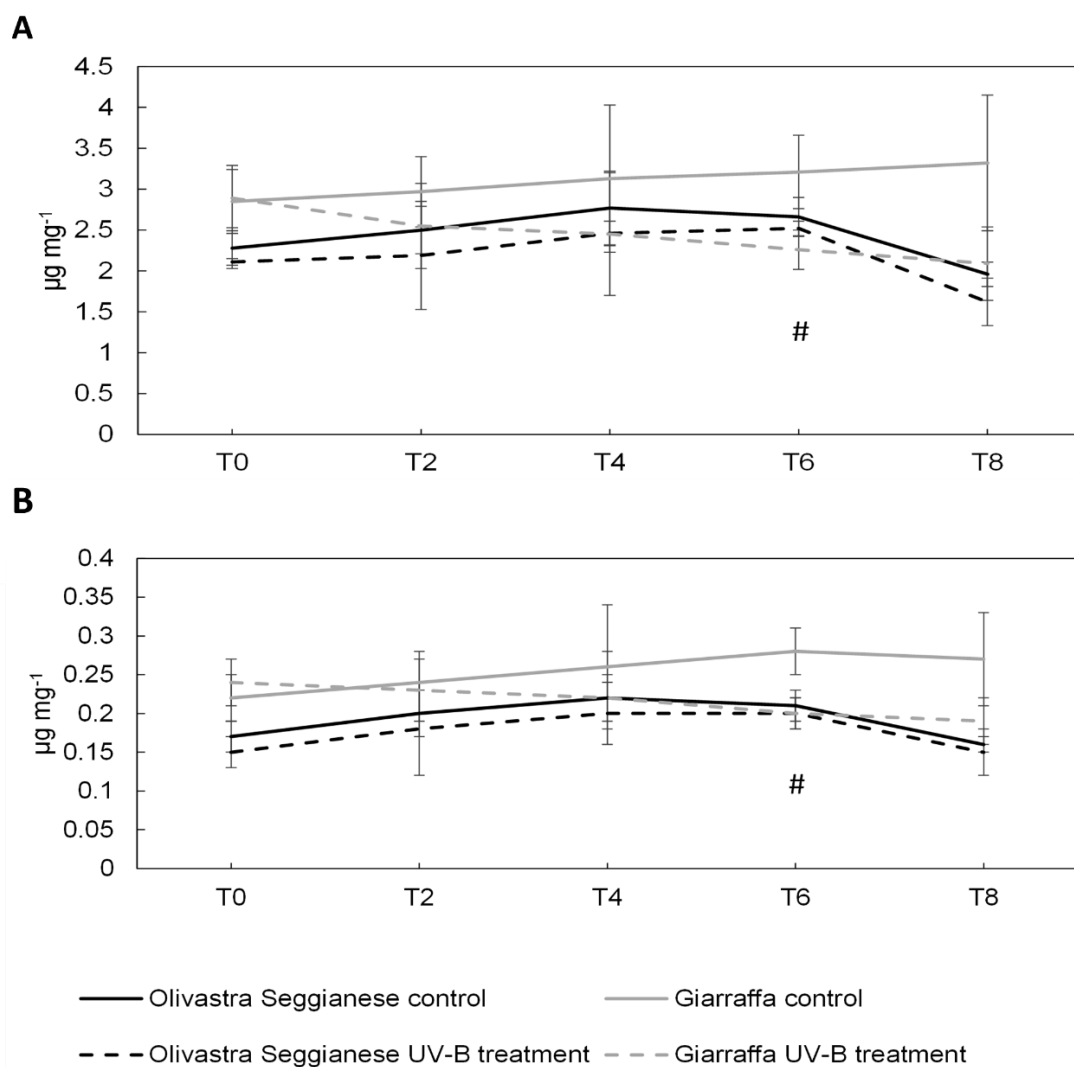 A
4.5
4
3.5
3
2.5
2
1.5
1
0.5
0
µg mg⁻¹
#
T0 T2 T4 T6 T8
B
0.4
0.35
0.3
0.25
0.2
0.15
0.1
0.05
0
µg mg⁻¹
#
T0 T2 T4 T6 T8
Olivastra Seggianese control Giarraffa control
Olivastra Seggianese UV-B treatment Giarraffa UV-B treatment